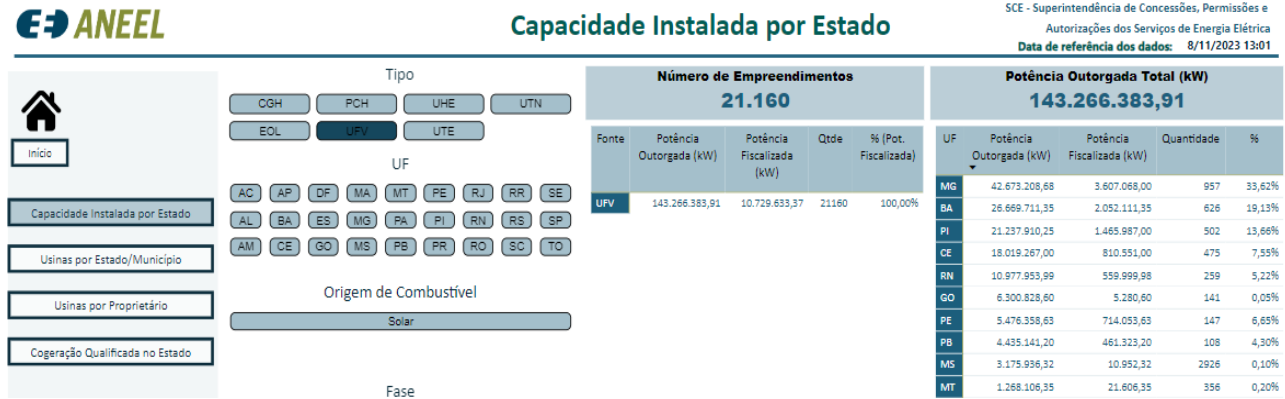 ANEEL
Capacidade Instalada por Estado
SCE - Superintendência de Concessões, Permissões e
Autorizações dos Serviços de Energia Elétrica
Data de referência dos dados: 8/11/2023 13:01
Início
Capacidade Instalada por Estado
Usinas por Estado/Município
Usinas por Proprietário
Cogeração Qualificada no Estado
Tipo
CGH PCH UHE UTN
EOL UFV UTE
UF
AC AP DF MA MT PE RJ RR SE
AL BA ES MG PA PI RN RS SP
AM CE GO MS PB PR RO SC TO
Origem de Combustível
Solar
Fase
Número de Empreendimentos
21.160
Fonte Potência Outorgada (kW) Potência Fiscalizada (kW) Qtde % (Pot. Fiscalizada)
UFV 143.266.383,91 10.729.633,37 21160 100,00%
Potência Outorgada Total (kW)
143.266.383,91
UF Potência Outorgada (kW) Potência Fiscalizada (kW) Quantidade %
MG 42.673.208,68 3.607.068,00 957 33,62%
BA 26.669.711,35 2.052.111,35 626 19,13%
PI 21.237.910,25 1.465.987,00 502 13,66%
CE 18.019.267,00 810.551,00 475 7,55%
RN 10.977.953,99 559.999,98 259 5,22%
GO 6.300.828,60 5.280,60 141 0,05%
PE 5.476.358,63 714.053,63 147 6,65%
PB 4.435.141,20 461.323,20 108 4,30%
MS 3.175.936,32 10.952,32 2926 0,10%
MT 1.268.106,35 21.606,35 356 0,20%